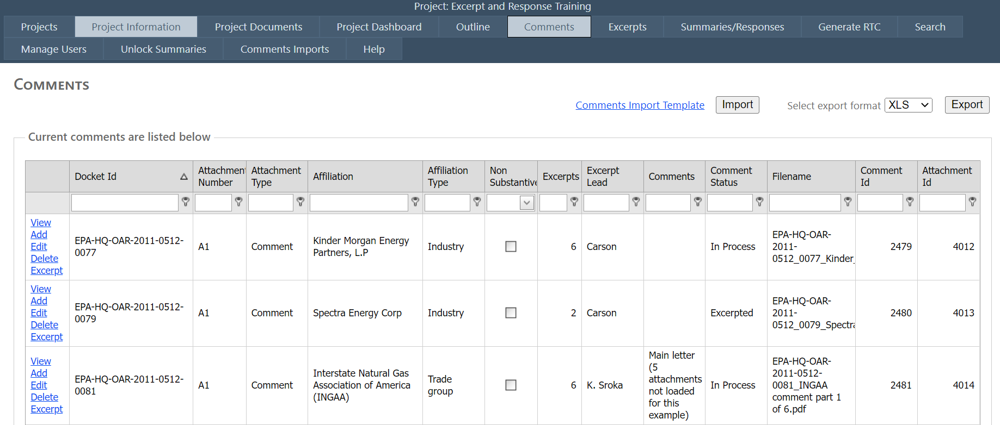 Project: Excerpt and Response Training
Projects Project Information Project Documents Project Dashboard Outline Comments Excerpts Summaries/Responses Generate RTC Search
Manage Users Unlock Summaries Comments Imports Help
COMMENTS
Comments Import Template Import Select export format XLS Export
Current comments are listed below
Docket Id
Attachment
Number
Attachment
Type
Affiliation
Affiliation
Type
Non
Substantive
Excerpts
Excerpt
Lead
Comments
Comment
Status
Filename
Comment
Id
Attachment
Id
View
Add
Edit
Delete
Excerpt
EPA-HQ-OAR-2011-0512-
0077
A1
Comment
Kinder Morgan Energy
Partners, L.P
Industry
6
Carson
In Process
EPA-HQ-OAR-
2011-
0512_0077_Kinder_
2479
4012
View
Add
Edit
Delete
Excerpt
EPA-HQ-OAR-2011-0512-
0079
A1
Comment
Spectra Energy Corp
Industry
2
Carson
Excerpted
EPA-HQ-OAR-
2011-
0512_0079_Spectra
2480
4013
View
Add
Edit
Delete
Excerpt
EPA-HQ-OAR-2011-0512-
0081
A1
Comment
Interstate Natural Gas
Association of America
(INGAA)
Trade
group
6
K. Sroka
Main letter
(5
attachments
not loaded
for this
example)
In Process
EPA-HQ-OAR-
2011-0512-
0081_INGAA
comment part 1
of 6.pdf
2481
4014